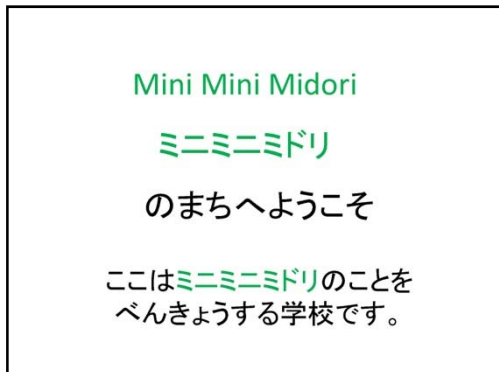 Mini Mini Midori
ミニミニミドリ
のまちへようこそ
ここはミニミニミドリのことを
べんきょうする学校です。